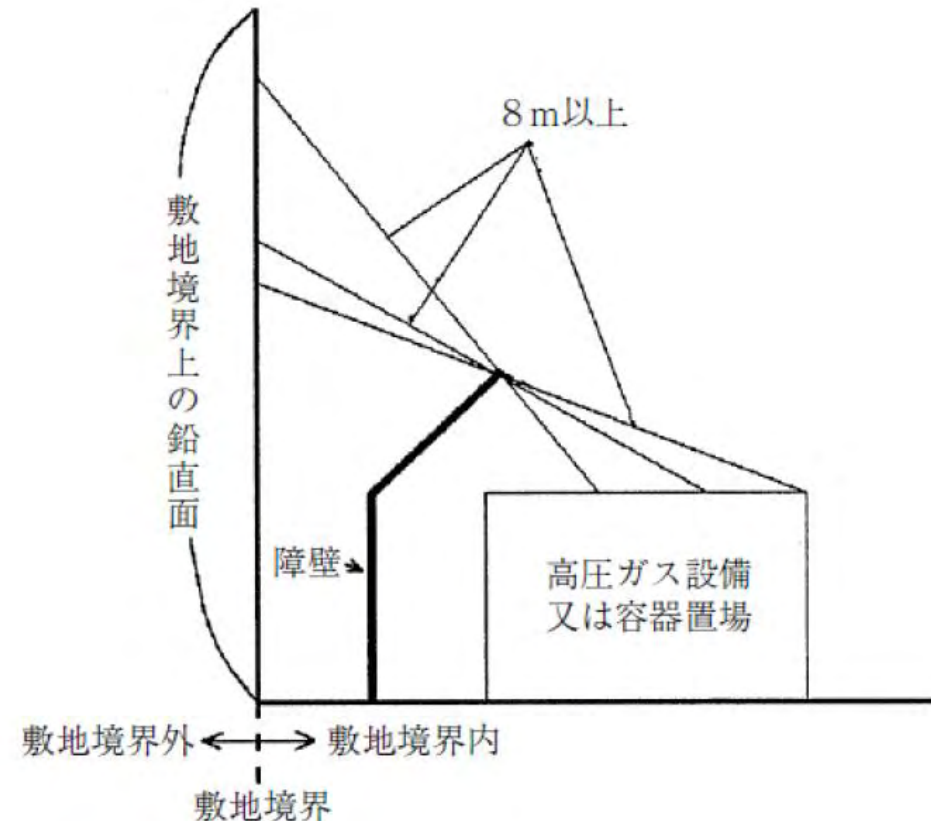 8m以上
敷地境界上の鉛直面
障壁
高圧ガス設備
又は容器置場
敷地境界外
敷地境界内
敷地境界